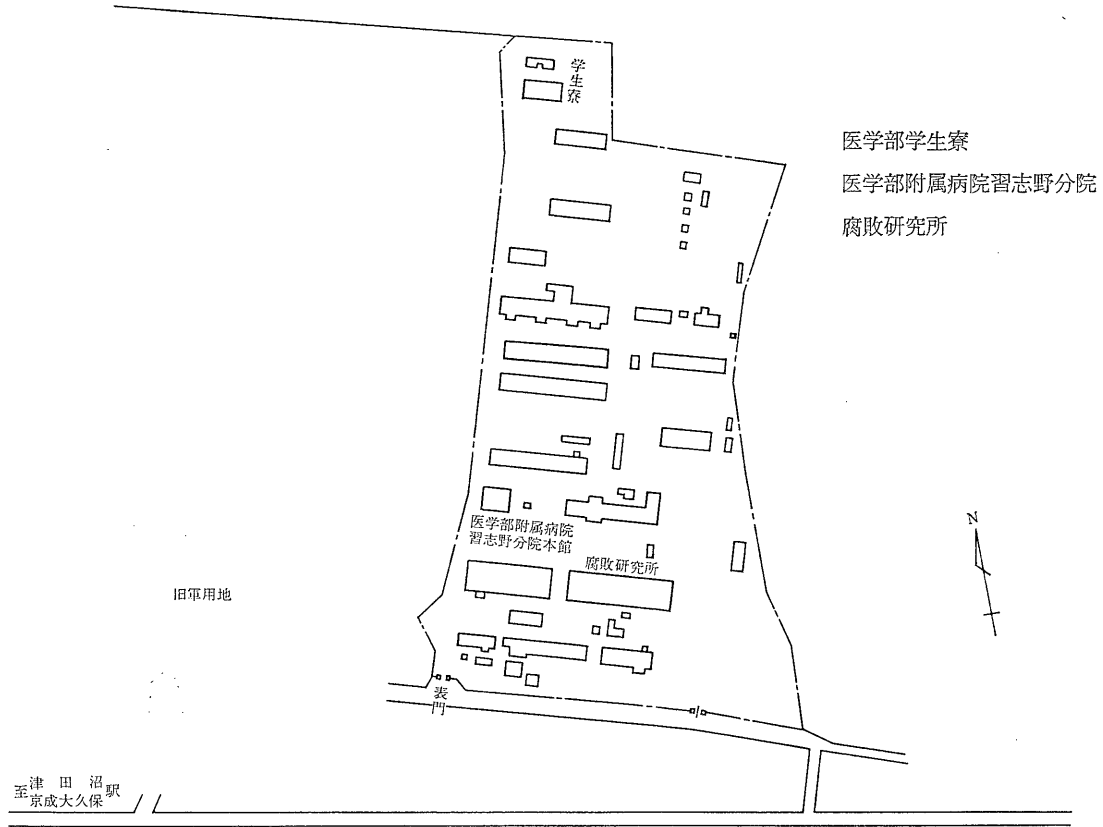 学生寮
医学部学生寮
医学部附属病院習志野分院
腐敗研究所
N
医学部附属病院
習志野分院本館
腐敗研究所
旧軍用地
表門
至津田沼駅
京成大久保